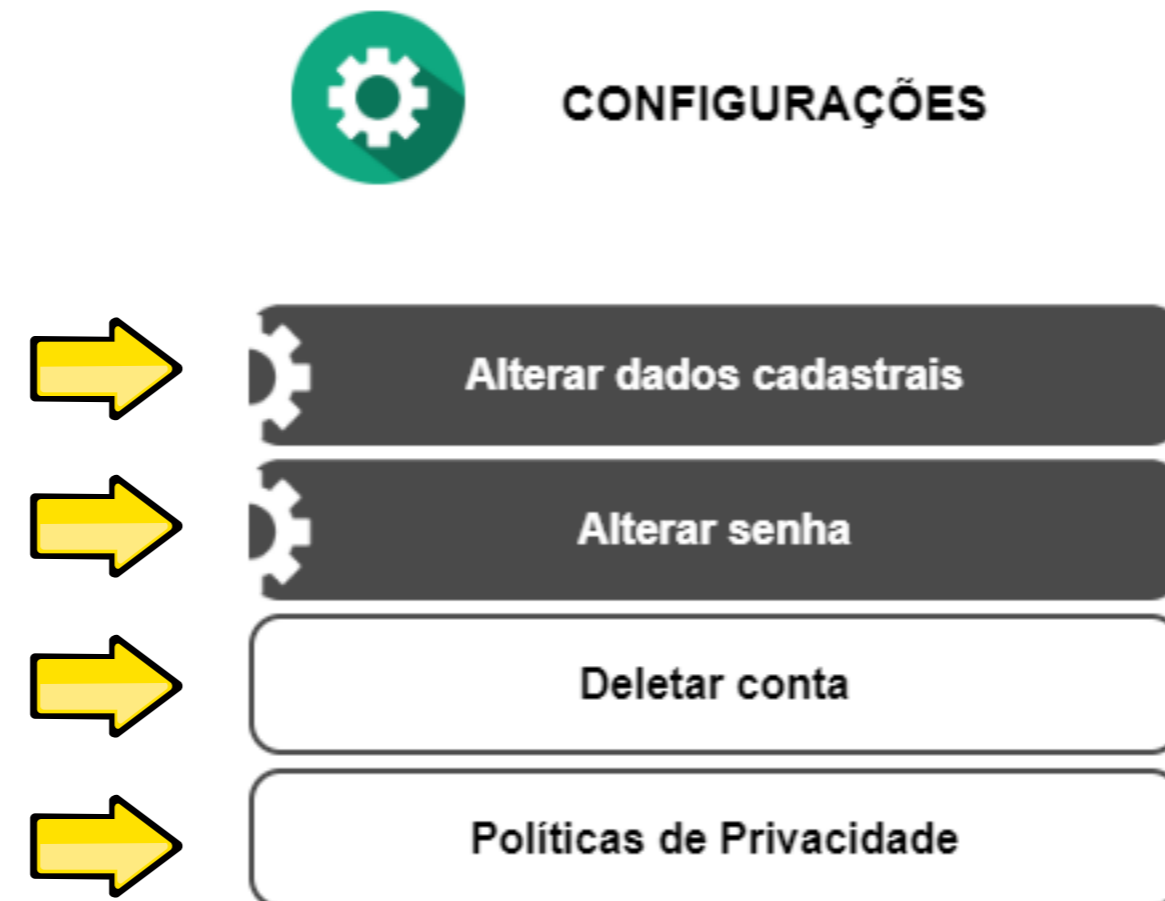 CONFIGURAÇÕES
Alterar dados cadastrais
Alterar senha
Deletar conta
Políticas de Privacidade